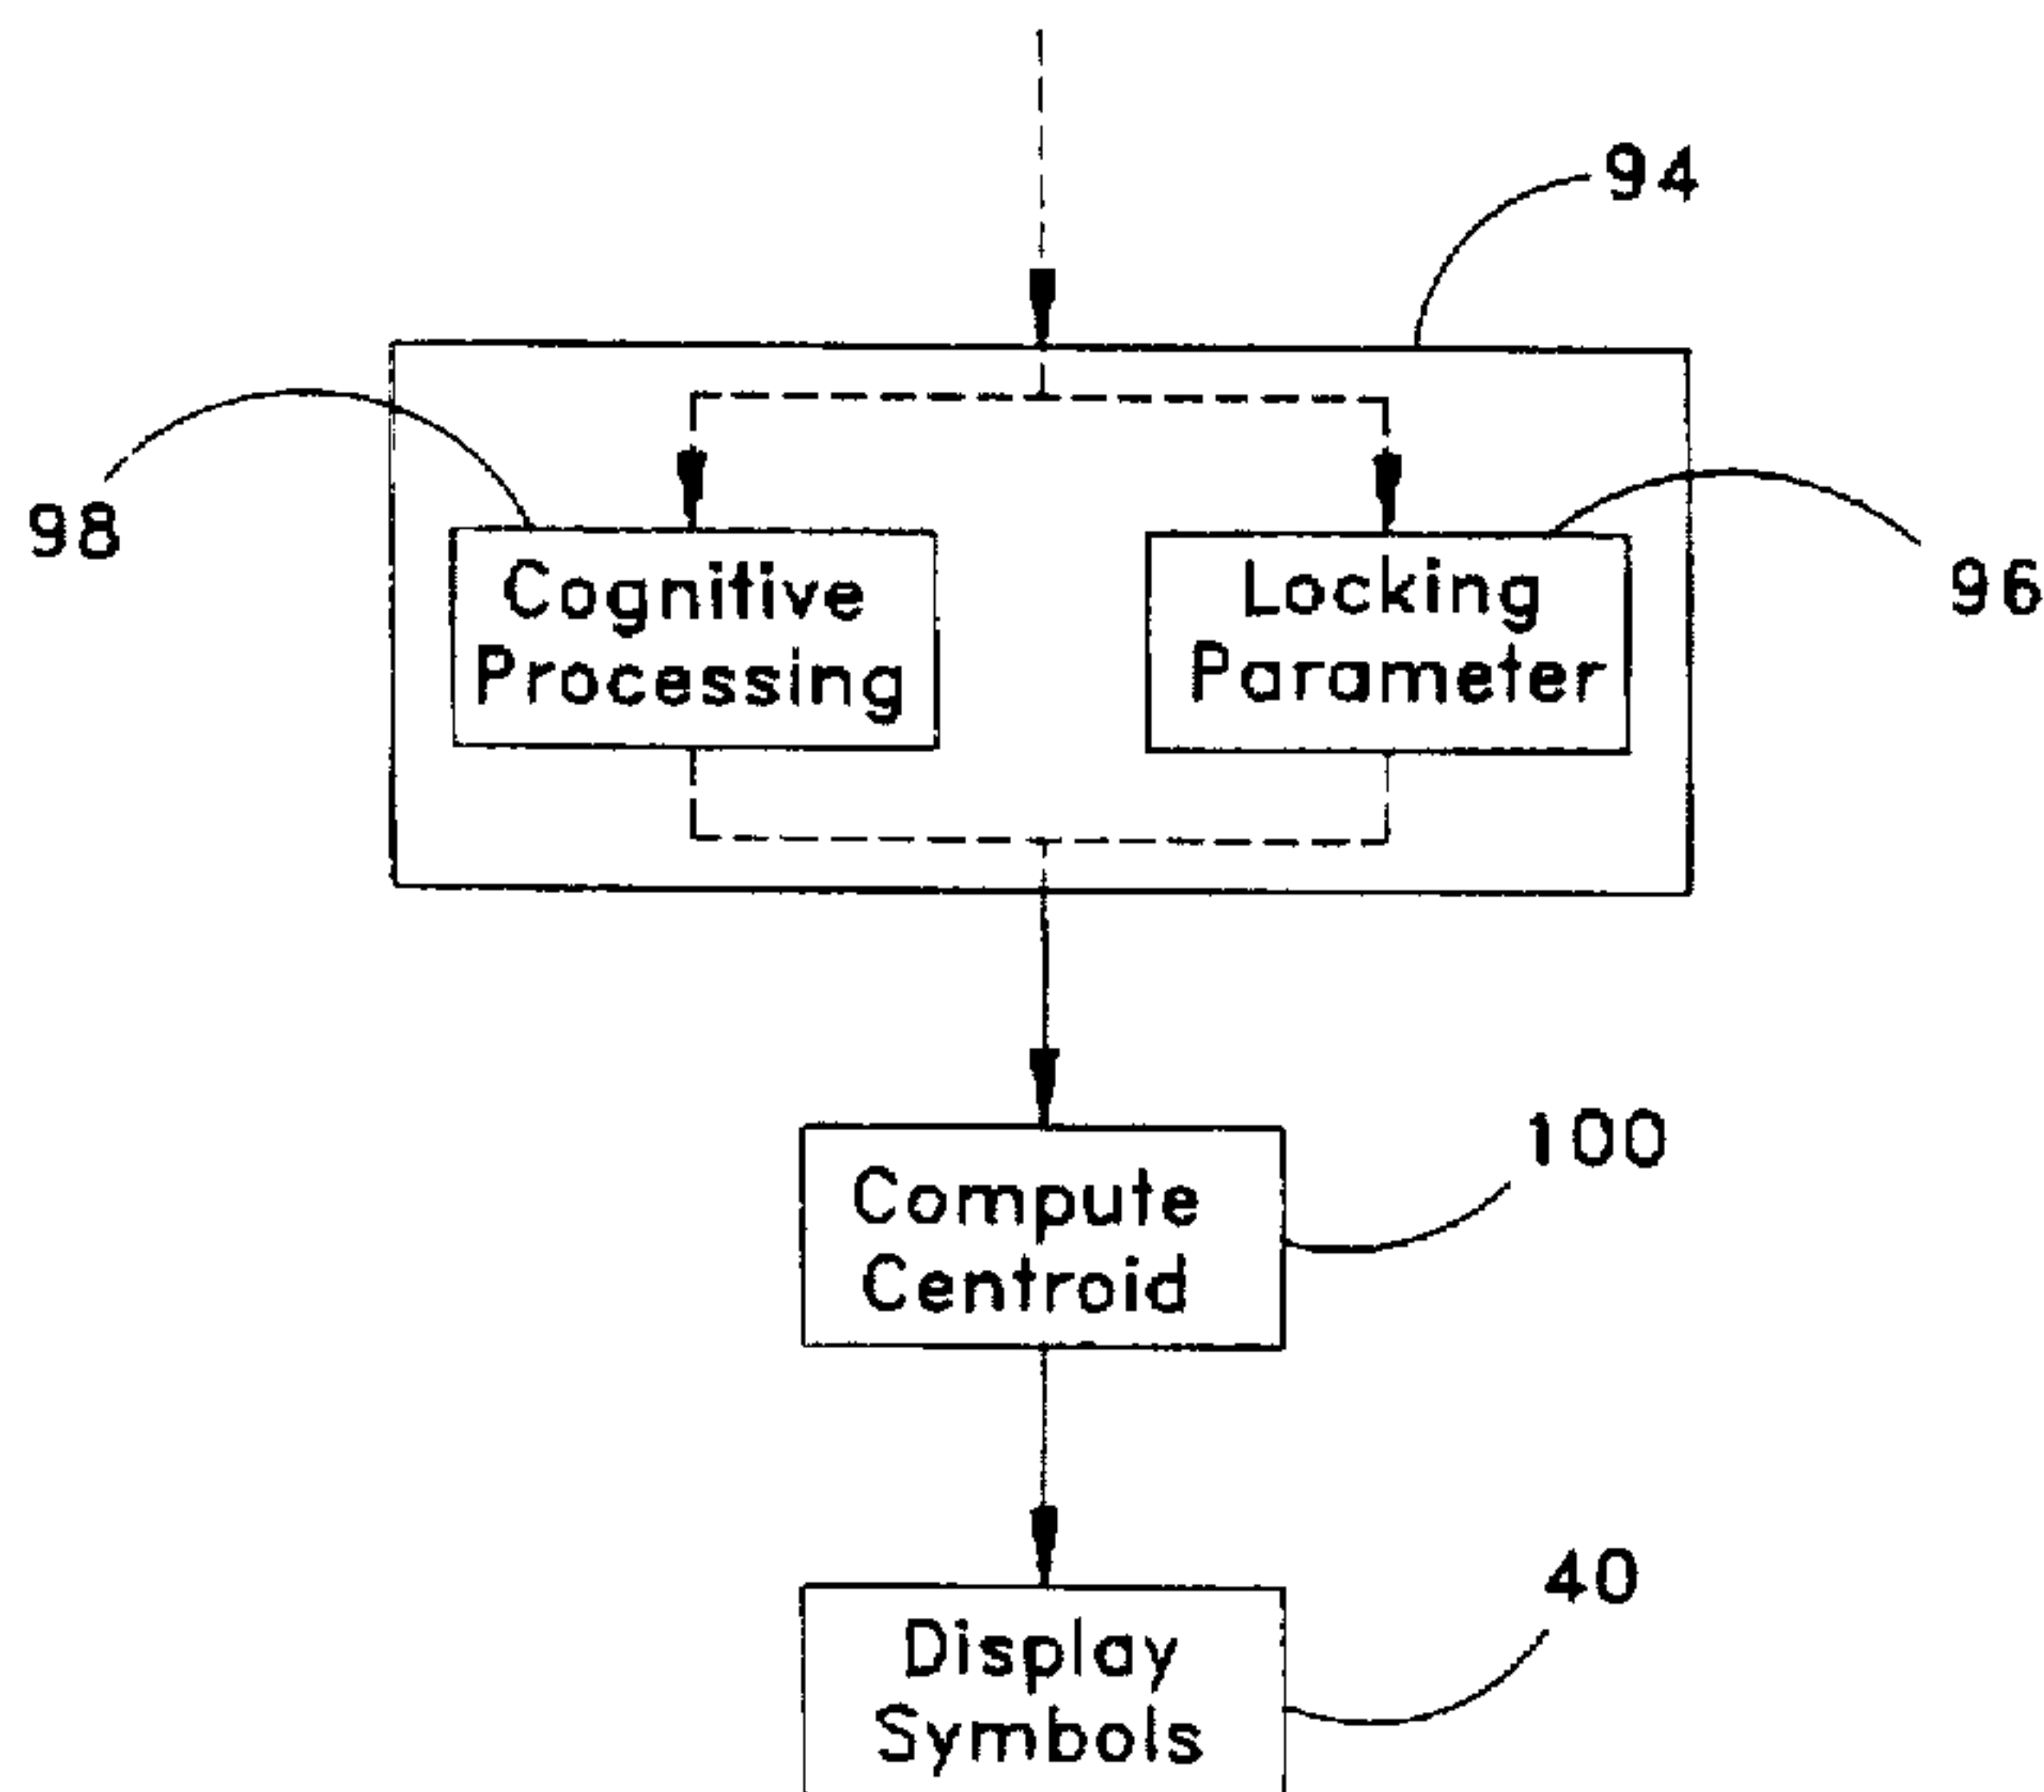 94
98
Cognitive
Processing
Locking
Parameter
96
100
Compute
Centroid
40
Display
Symbols